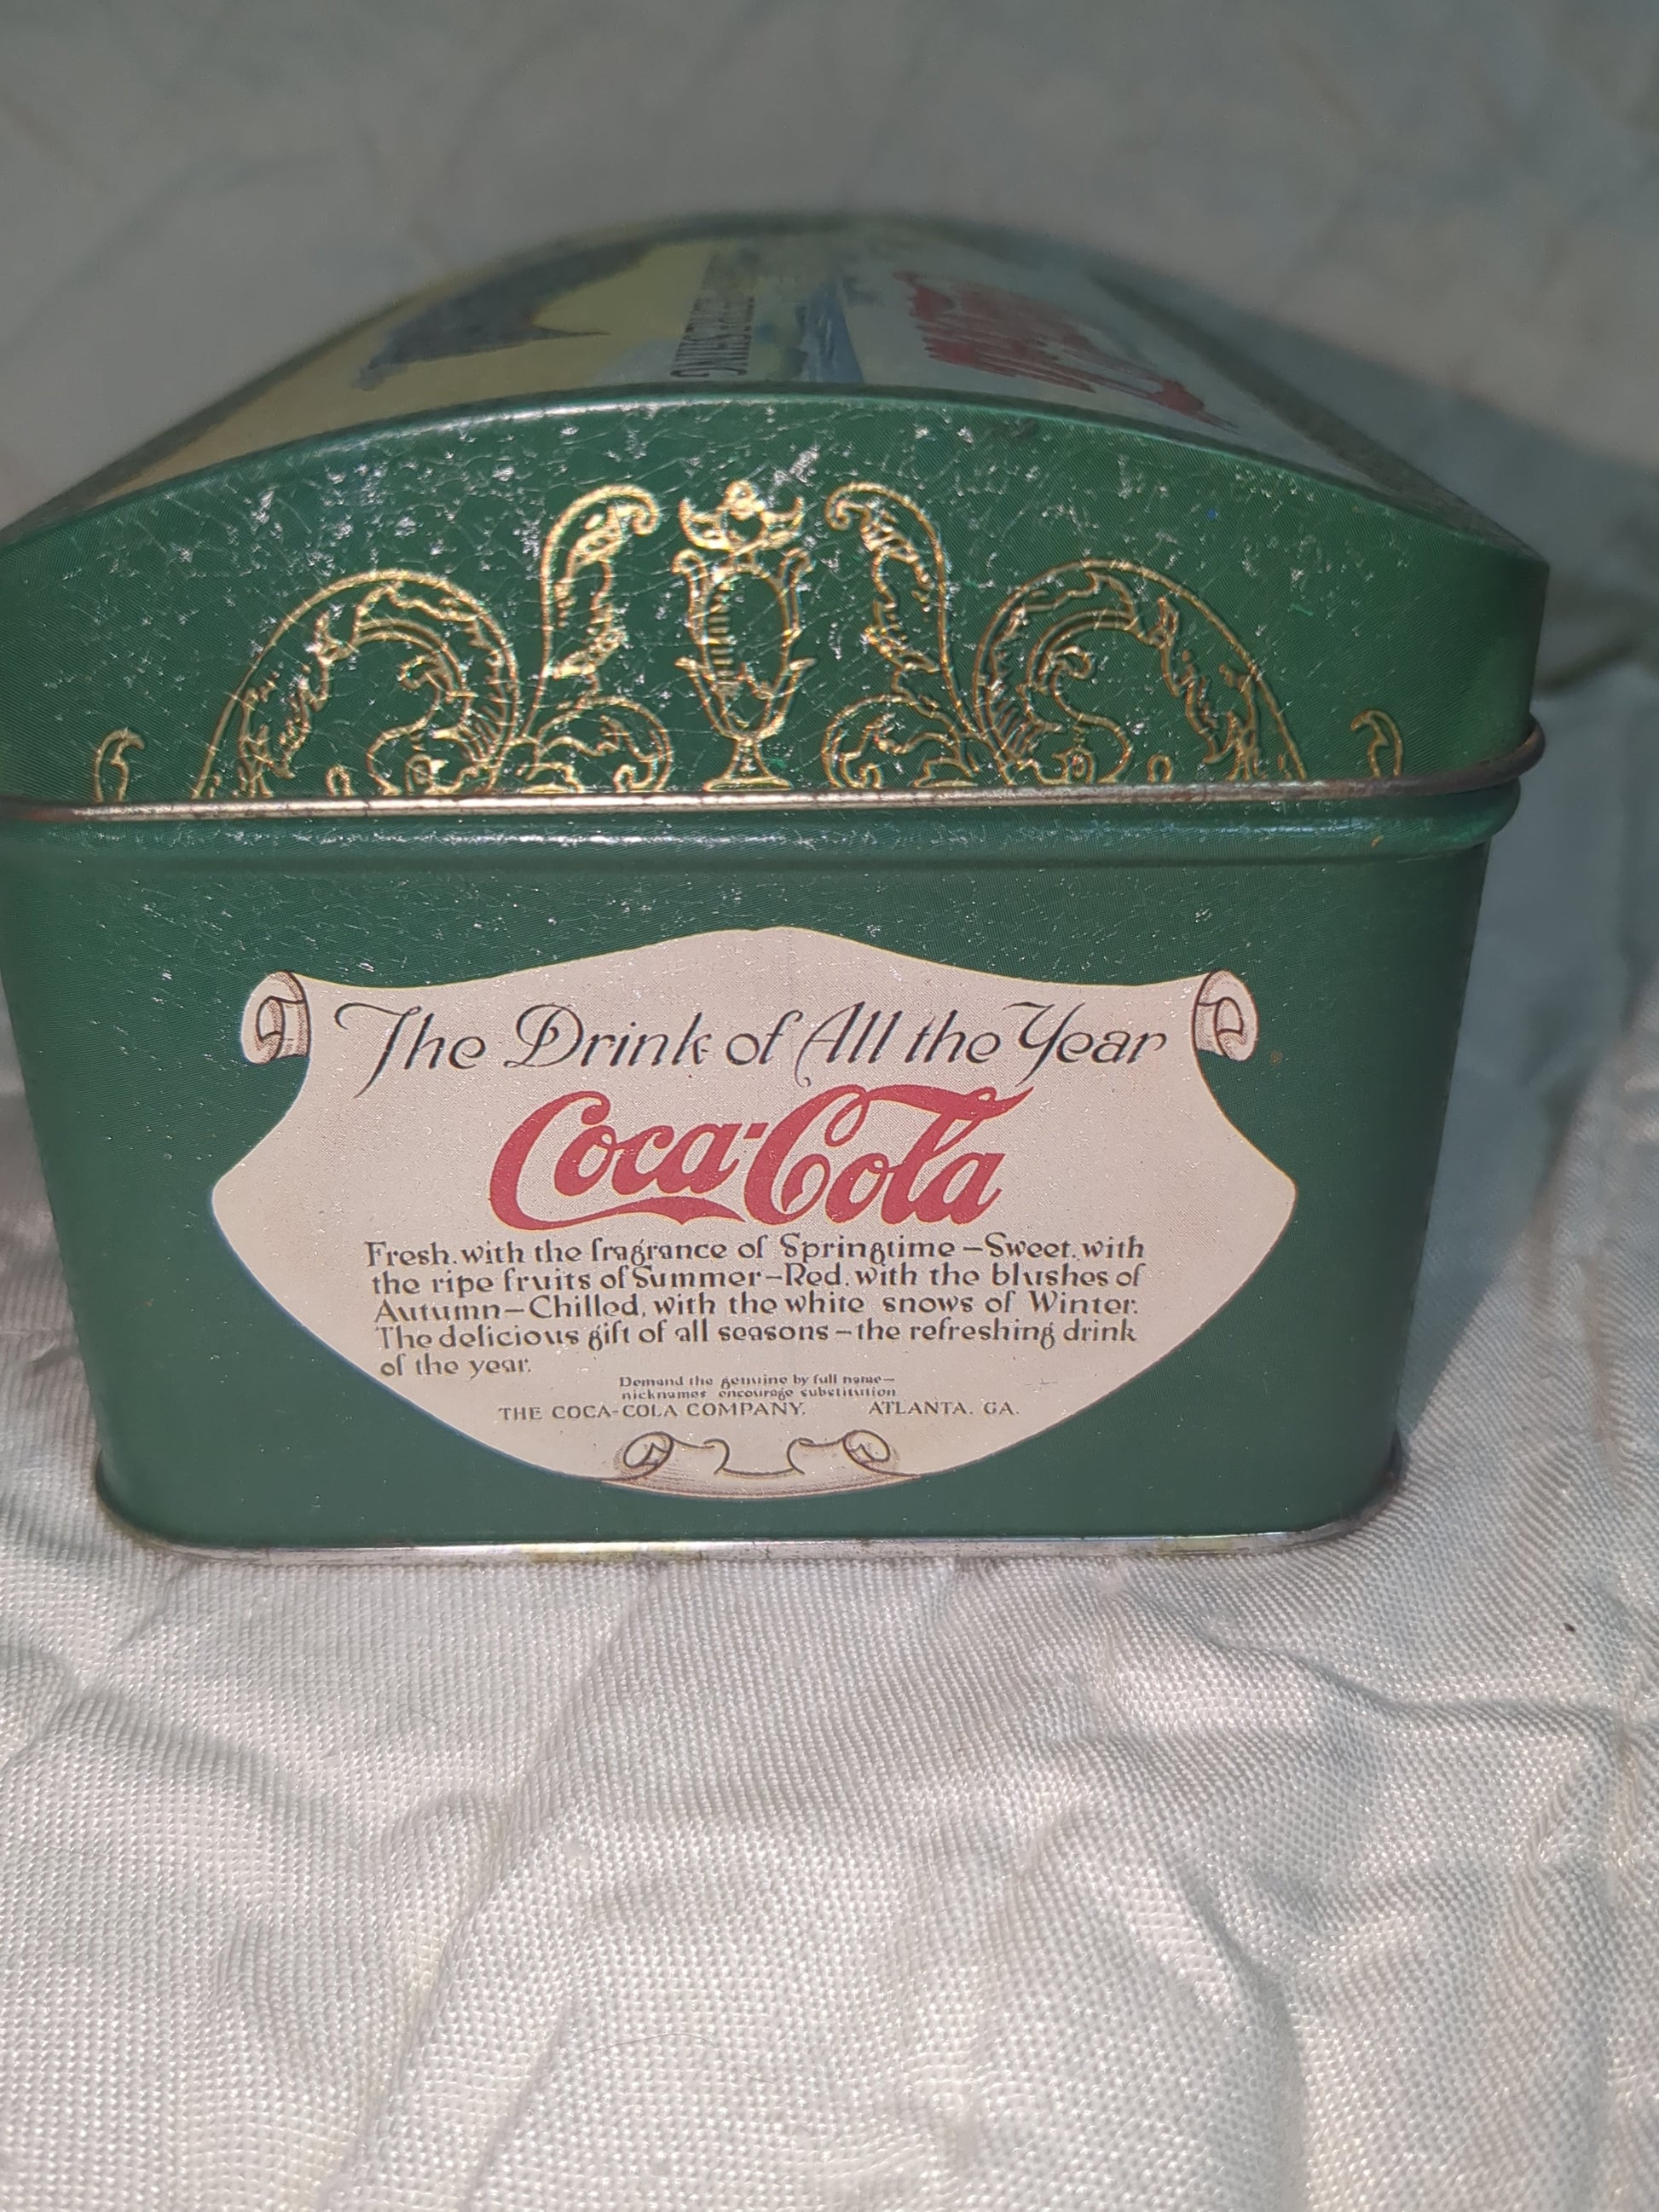 REFRESHING
Coca-Cola
The Drink of All the Year
Coca-Cola
Fresh, with the fragrance of Springtime—Sweet, with
the ripe fruits of Summer—Red, with the blushes of
Autumn—Chilled, with the white snows of Winter.
The delicious gift of all seasons—the refreshing drink
of the year.
Demand the genuine by full name—
nicknames encourage substitution
THE COCA-COLA COMPANY, ATLANTA, GA.